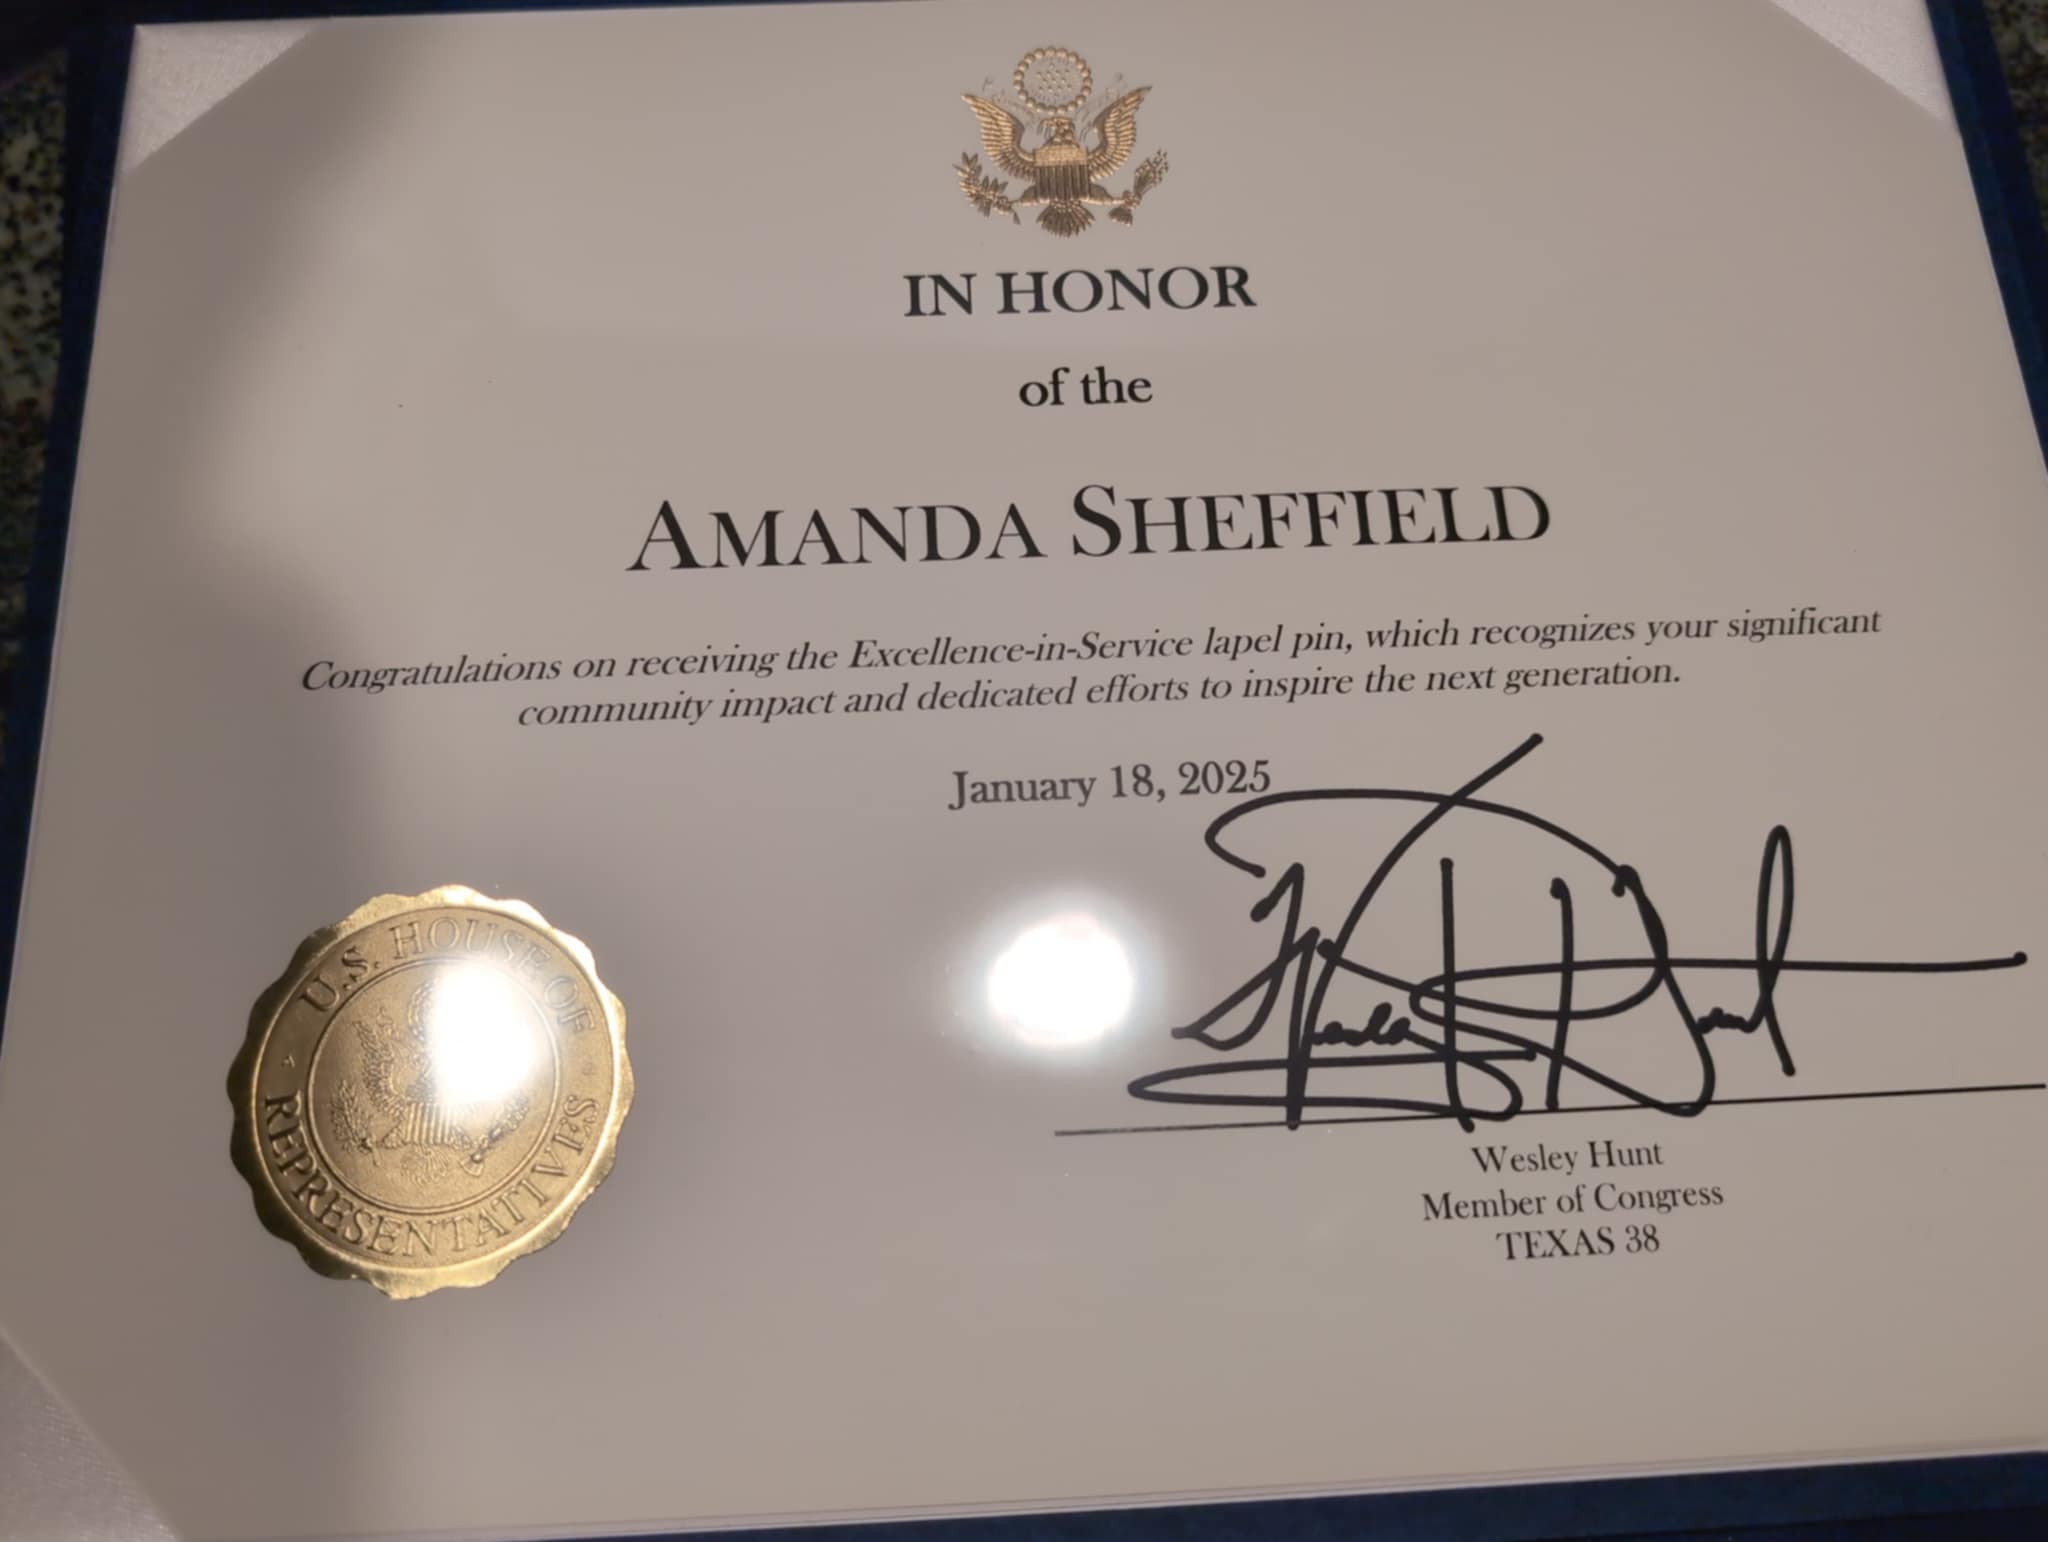 IN HONOR
of the
AMANDA SHEFFIELD
Congratulations on receiving the Excellence-in-Service lapel pin, which recognizes your significant
community impact and dedicated efforts to inspire the next generation.
January 18, 2025
Wesley Hunt
Wesley Hunt
Member of Congress
TEXAS 38
U.S. HOUSE OF
REPRESENTATIVES